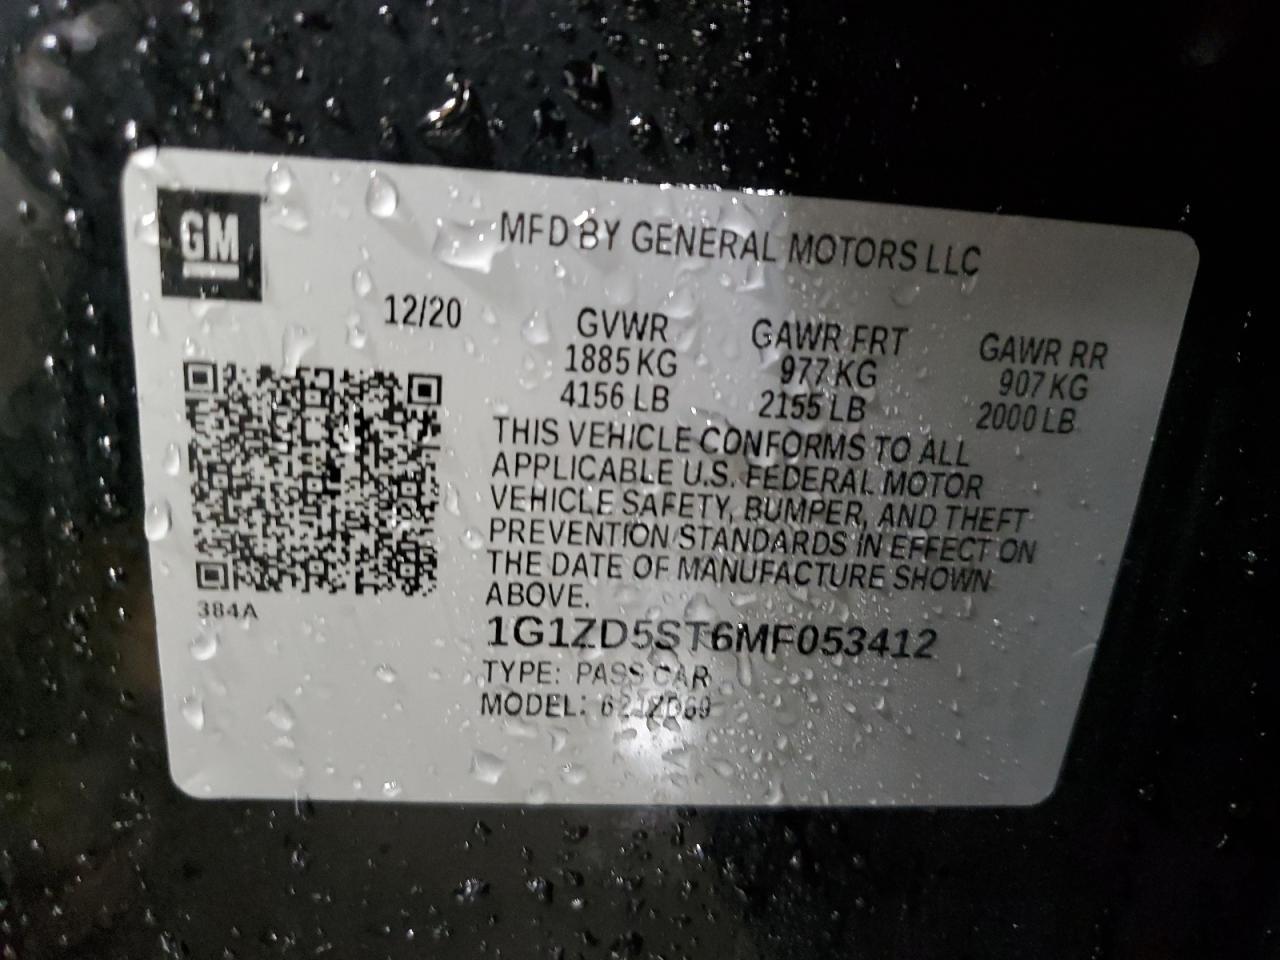 GM
MFD BY GENERAL MOTORS LLC
12/20
GVWR GAWR FRT GAWR RR
1885 KG 977 KG 907 KG
4156 LB 2155 LB 2000 LB
THIS VEHICLE CONFORMS TO ALL
APPLICABLE U.S. FEDERAL MOTOR
VEHICLE SAFETY, BUMPER, AND THEFT
PREVENTION STANDARDS IN EFFECT ON
THE DATE OF MANUFACTURE SHOWN
ABOVE.
384A
1G1ZD5ST6MF053412
TYPE: PASS CAR
MODEL: